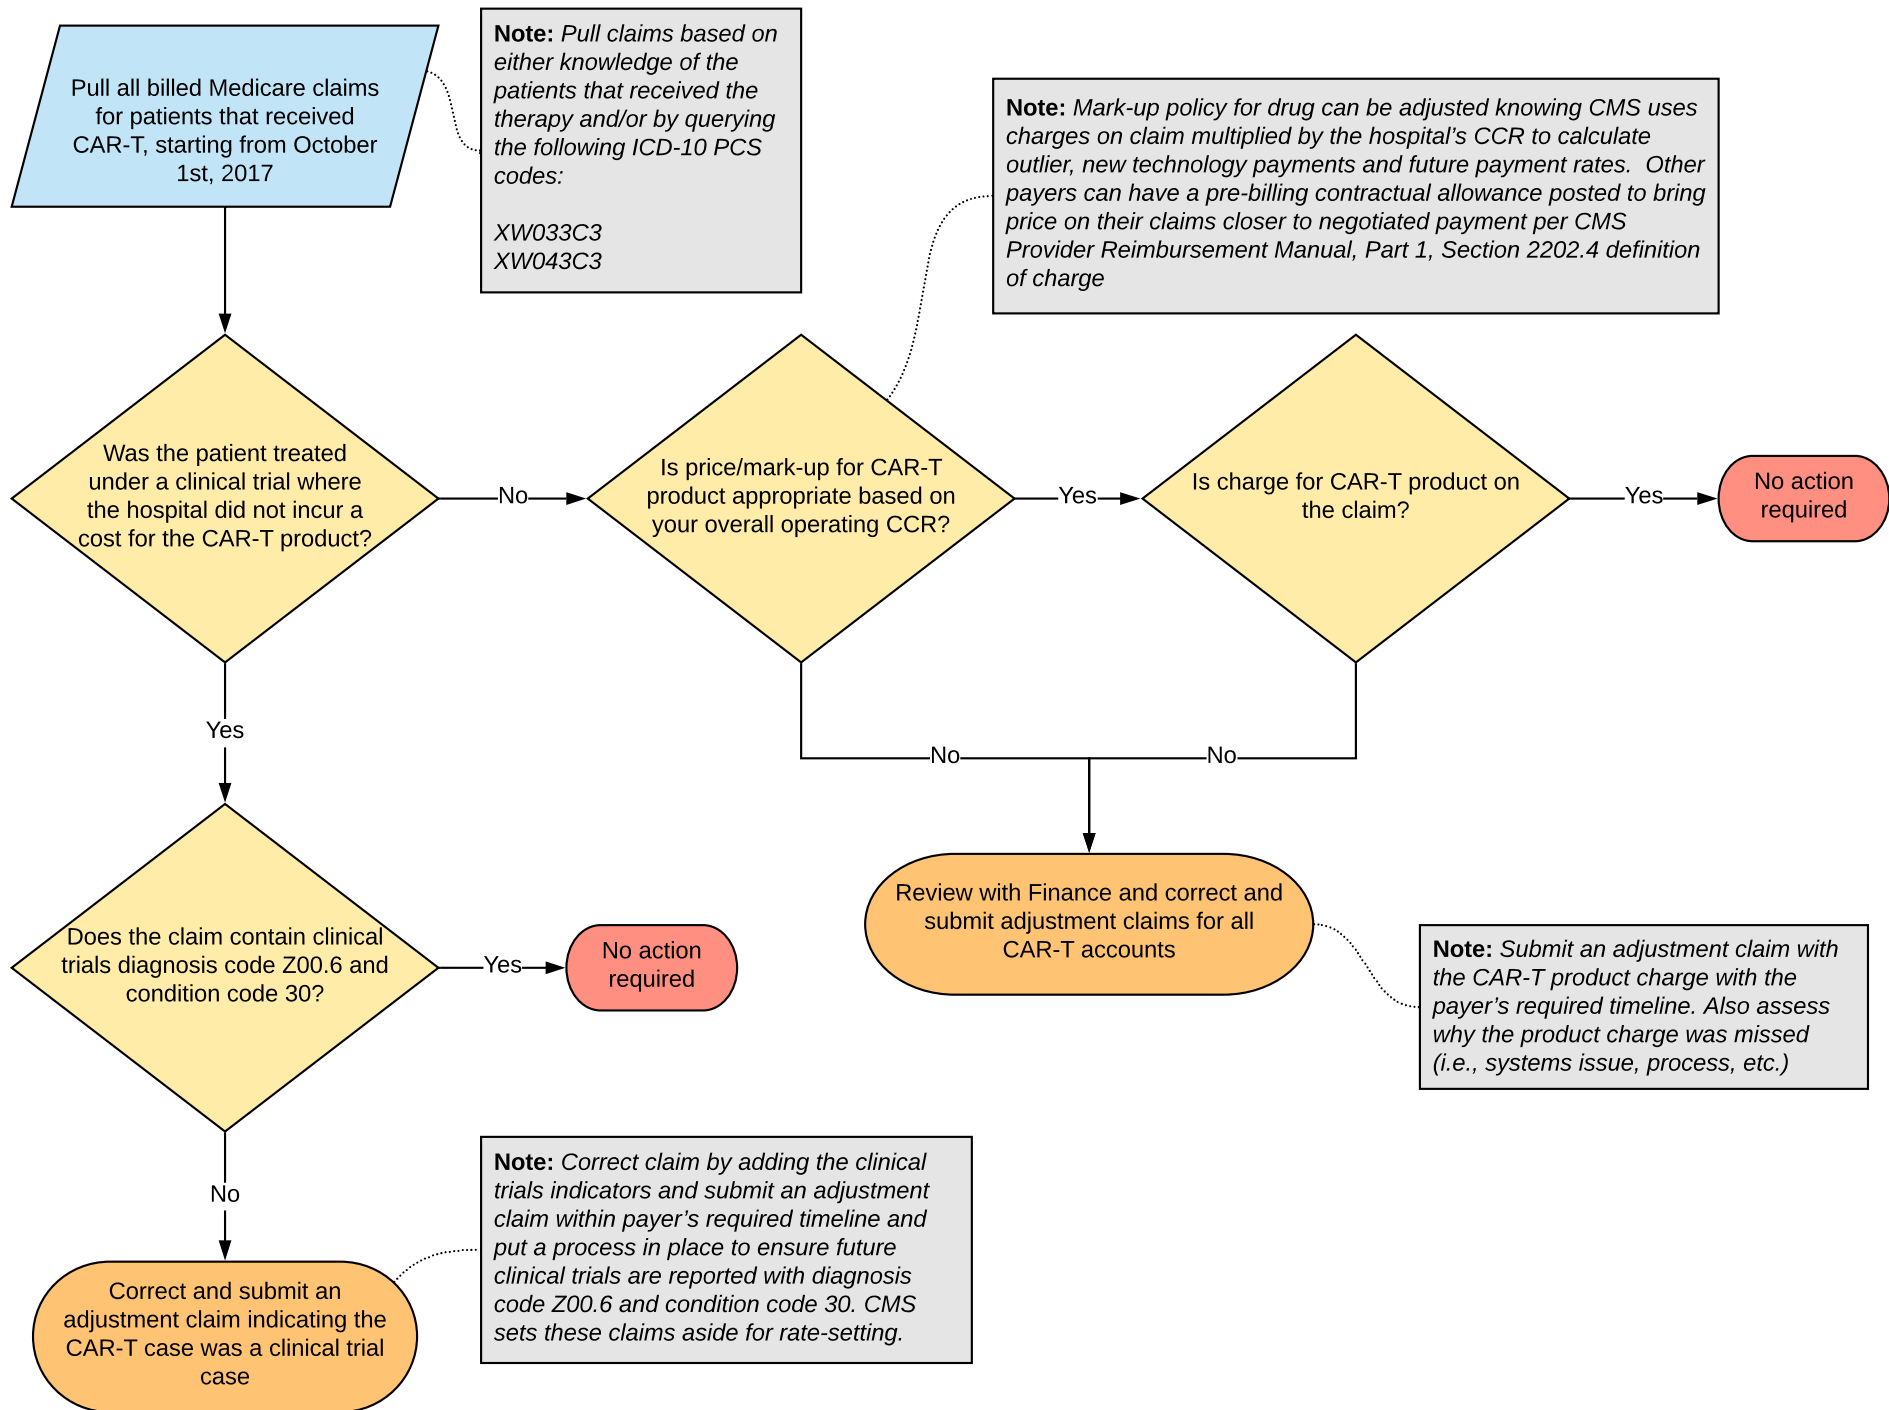 Pull all billed Medicare claims
for patients that received
CAR-T, starting from October
1st, 2017
Note: Pull claims based on
either knowledge of the
patients that received the
therapy and/or by querying
the following ICD-10 PCS
codes:
XW033C3
XW043C3
Note: Mark-up policy for drug can be adjusted knowing CMS uses
charges on claim multiplied by the hospital’s CCR to calculate
outlier, new technology payments and future payment rates.  Other
payers can have a pre-billing contractual allowance posted to bring
price on their claims closer to negotiated payment per CMS
Provider Reimbursement Manual, Part 1, Section 2202.4 definition
of charge
Was the patient treated
under a clinical trial where
the hospital did not incur a
cost for the CAR-T product?
No
Is price/mark-up for CAR-T
product appropriate based on
your overall operating CCR?
Yes
Is charge for CAR-T product on
the claim?
Yes
No action
required
Yes
No
No
Review with Finance and correct and
submit adjustment claims for all
CAR-T accounts
Note: Submit an adjustment claim with
the CAR-T product charge with the
payer’s required timeline. Also assess
why the product charge was missed
(i.e., systems issue, process, etc.)
Does the claim contain clinical
trials diagnosis code Z00.6 and
condition code 30?
Yes
No action
required
No
Note: Correct claim by adding the clinical
trials indicators and submit an adjustment
claim within payer’s required timeline and
put a process in place to ensure future
clinical trials are reported with diagnosis
code Z00.6 and condition code 30. CMS
sets these claims aside for rate-setting.
Correct and submit an
adjustment claim indicating the
CAR-T case was a clinical trial
case